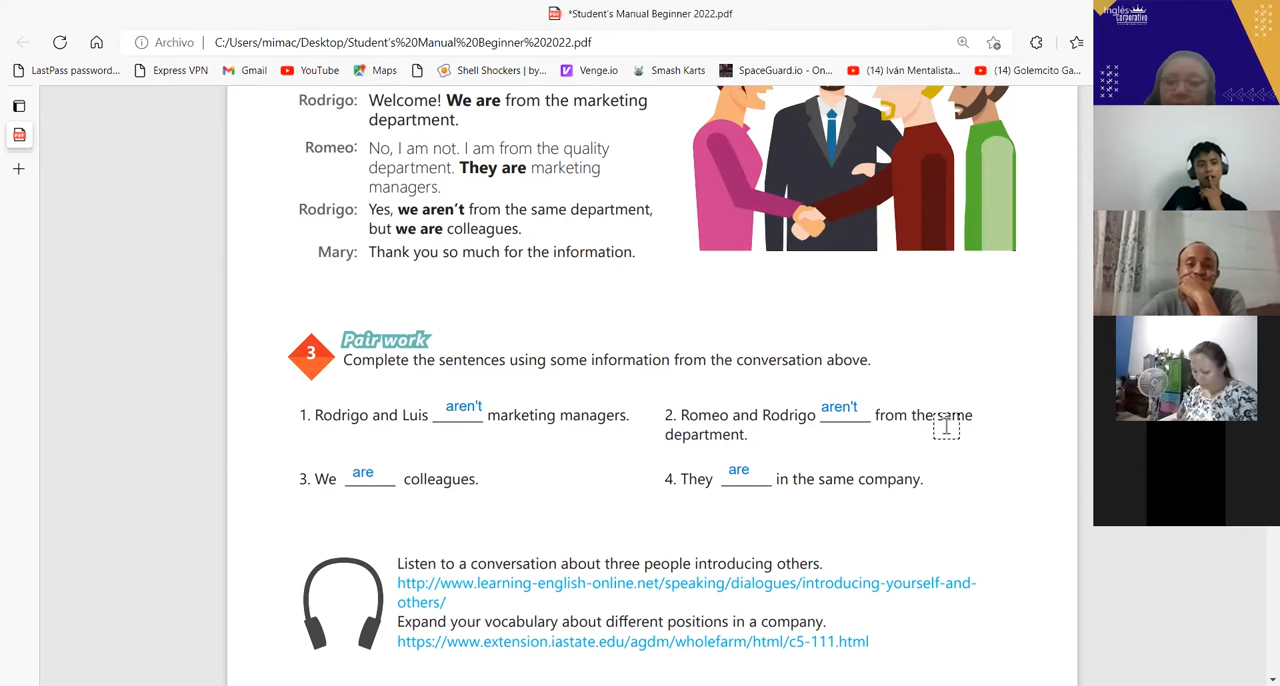 *Student's Manual Beginner 2022.pdf
Archivo | C:/Users/mimac/Desktop/Student's%20Manual%20Beginner%202022.pdf
LastPass password... Express VPN Gmail YouTube Maps Shell Shockers | by... Venge.io Smash Karts SpaceGuard.io - On... (14) Iván Mentalista... (14) Golemcito Ga...
Inglés
Corporativo
Rodrigo: Welcome! We are from the marketing
department.
Romeo: No, I am not. I am from the quality
department. They are marketing
managers.
Rodrigo: Yes, we aren't from the same department,
but we are colleagues.
Mary: Thank you so much for the information.
3
Pair work
Complete the sentences using some information from the conversation above.
1. Rodrigo and Luis aren't marketing managers.
2. Romeo and Rodrigo aren't from the same
department.
3. We are colleagues.
4. They are in the same company.
Listen to a conversation about three people introducing others.
http://www.learning-english-online.net/speaking/dialogues/introducing-yourself-and-
others/
Expand your vocabulary about different positions in a company.
https://www.extension.iastate.edu/agdm/wholefarm/html/c5-111.html